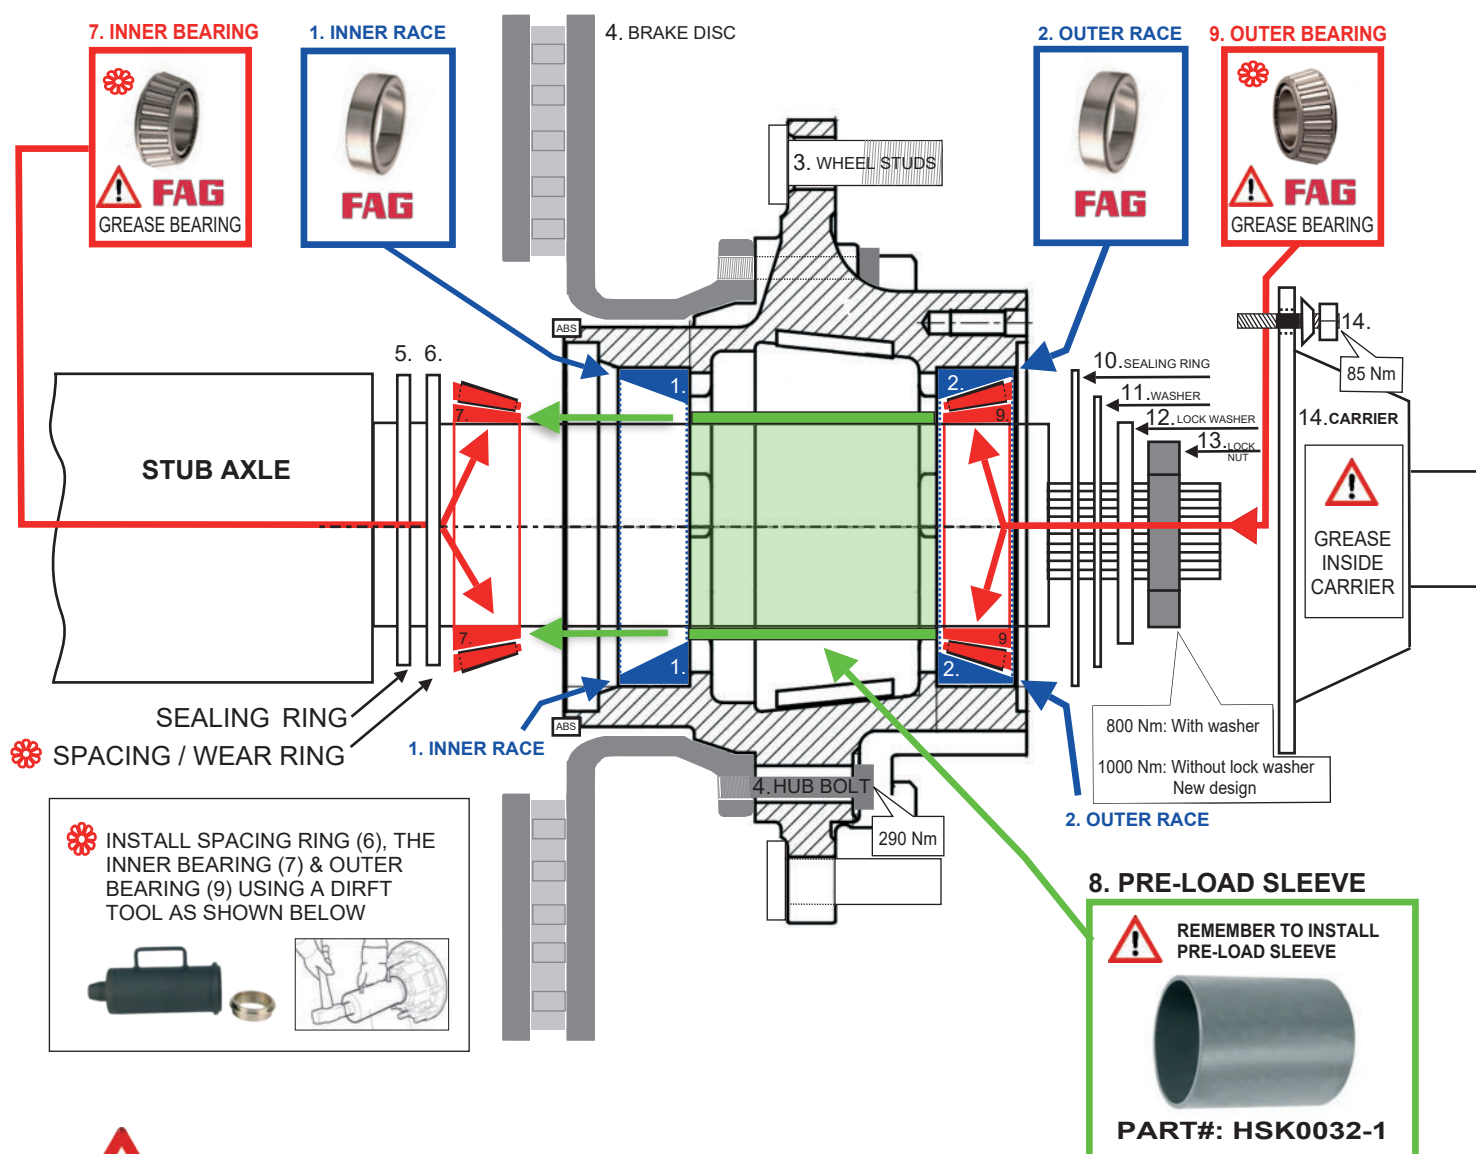 7. INNER BEARING
1. INNER RACE
4. BRAKE DISC
2. OUTER RACE
9. OUTER BEARING
FAG
GREASE BEARING
FAG
FAG
FAG
GREASE BEARING
3. WHEEL STUDS
ABS
5.
6.
14.
85 Nm
10. SEALING RING
11. WASHER
12. LOCK WASHER
13. LOCK
NUT
14. CARRIER
1.
2.
7.
9.
STUB AXLE
GREASE
INSIDE
CARRIER
7.
9
1.
2.
SEALING RING
SPACING / WEAR RING
ABS
1. INNER RACE
800 Nm: With washer
1000 Nm: Without lock washer
New design
4. HUB BOLT
290 Nm
2. OUTER RACE
INSTALL SPACING RING (6), THE
INNER BEARING (7) & OUTER
BEARING (9) USING A DIRFT
TOOL AS SHOWN BELOW
8. PRE-LOAD SLEEVE
REMEMBER TO INSTALL
PRE-LOAD SLEEVE
PART#: HSK0032-1